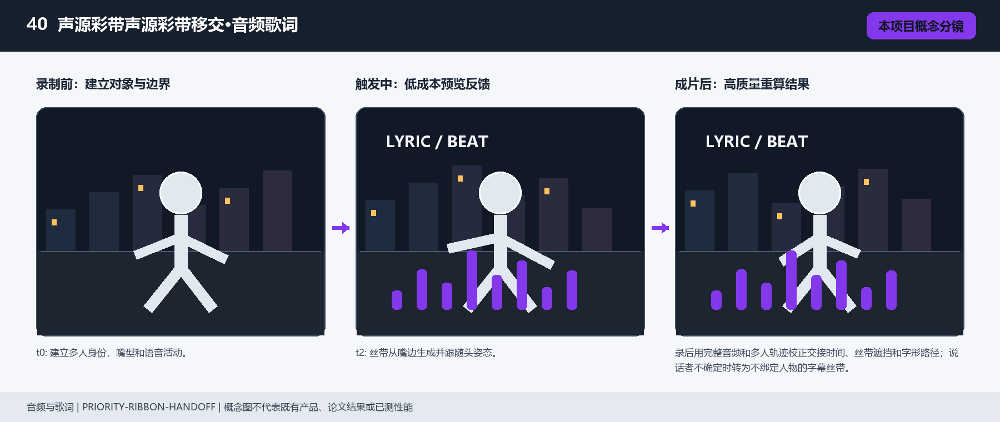 40 声源彩带声源彩带移交•音频歌词
本项目概念分镜
录制前：建立对象与边界
触发中：低成本预览反馈
成片后：高质量重算结果
LYRIC / BEAT
LYRIC / BEAT
t0: 建立多人身份、嘴型和语音活动。
t2: 丝带从嘴边生成并跟随头姿态。
录后用完整音频和多人轨迹校正交接时间、丝带遮挡和字形路径；说
话者不确定时转为不绑定人物的字幕丝带。
音频与歌词 | PRIORITY-RIBBON-HANDOFF | 概念图不代表既有产品、论文结果或已测性能